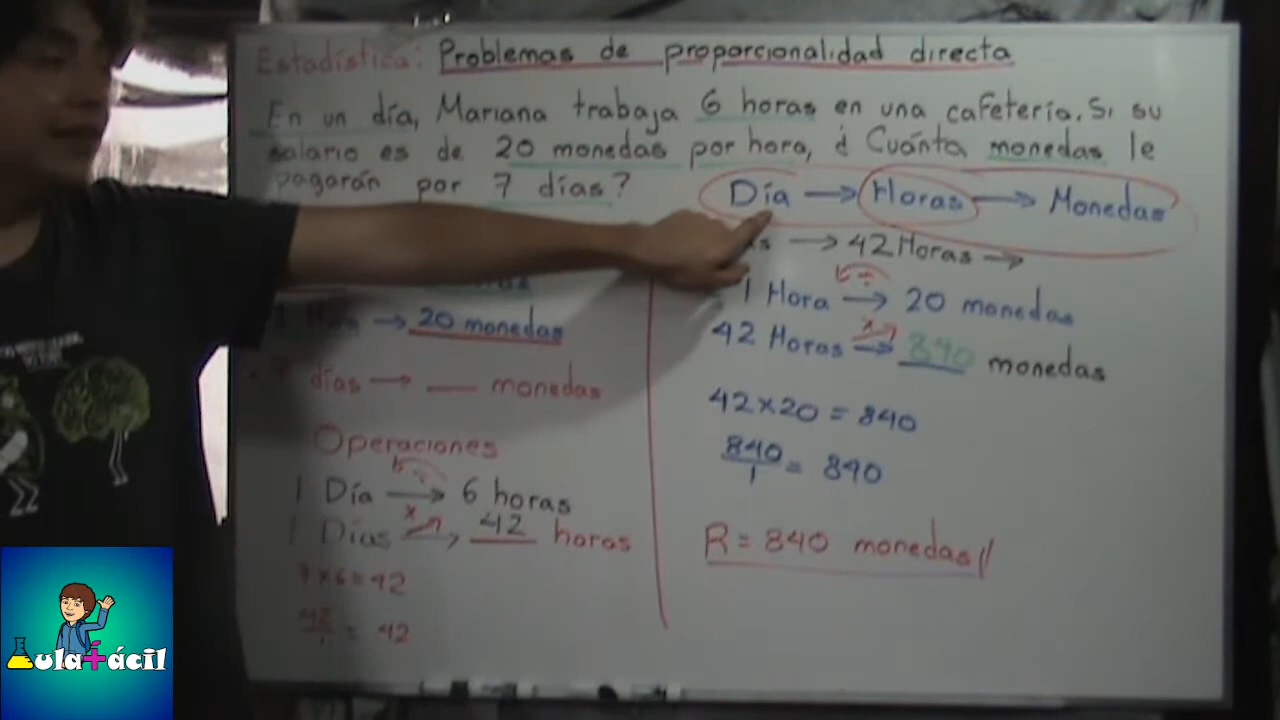 Estadística: Problemas de proporcionalidad directa
En un día, Mariana trabaja 6 horas en una cafetería. Si su
salario es de 20 monedas por hora, ¿Cuánta monedas le
pagarán por 7 días?
Día → Horas → Monedas
→ 42 Horas →
1 Hora → 20 monedas
b ÷
42 Horas → 840 monedas
x
42 x 20 = 840
840
1
= 840
R = 840 monedas//
→ 20 monedas
días → ___ monedas
Operaciones
1 Día → 6 horas
Días → 42 horas
x
7 x 6 = 42
42
1
= 42
Aula+ácil